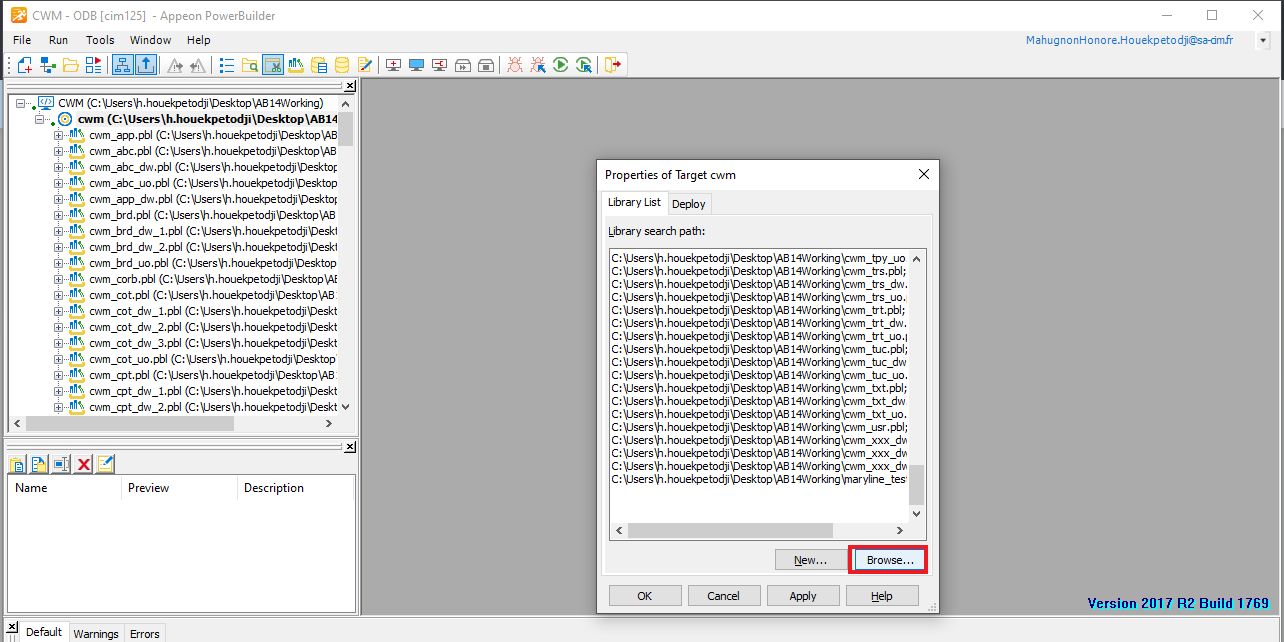 CWM - ODB [cim125] - Appeon PowerBuilder
File Run Tools Window Help
MahugnonHonore.Houekpetodji@sa-cim.fr
CWM (C:\Users\h.houekpetodji\Desktop\AB14Working)
cwm (C:\Users\h.houekpetodji\Desktop\AB14
cwm_app.pbl (C:\Users\h.houekpetodji\Desktop\AB
cwm_abc.pbl (C:\Users\h.houekpetodji\Desktop\AB
cwm_abc_dw.pbl (C:\Users\h.houekpetodji\Desktop
cwm_abc_uo.pbl (C:\Users\h.houekpetodji\Desktop
cwm_app_dw.pbl (C:\Users\h.houekpetodji\Desktop
cwm_brd.pbl (C:\Users\h.houekpetodji\Desktop\AB
cwm_brd_dw_1.pbl (C:\Users\h.houekpetodji\Deskt
cwm_brd_dw_2.pbl (C:\Users\h.houekpetodji\Deskt
cwm_brd_uo.pbl (C:\Users\h.houekpetodji\Desktop
cwm_corb.pbl (C:\Users\h.houekpetodji\Desktop\A
cwm_cot.pbl (C:\Users\h.houekpetodji\Desktop\AB1
cwm_cot_dw_1.pbl (C:\Users\h.houekpetodji\Deskt
cwm_cot_dw_2.pbl (C:\Users\h.houekpetodji\Deskt
cwm_cot_dw_3.pbl (C:\Users\h.houekpetodji\Deskt
cwm_cot_uo.pbl (C:\Users\h.houekpetodji\Desktop
cwm_cpt.pbl (C:\Users\h.houekpetodji\Desktop\AB1
cwm_cpt_dw_1.pbl (C:\Users\h.houekpetodji\Deskt
cwm_cpt_dw_2.pbl (C:\Users\h.houekpetodji\Deskt
Name Preview Description
Default Warnings Errors
Properties of Target cwm
Library List Deploy
Library search path:
C:\Users\h.houekpetodji\Desktop\AB14Working\cwm_tpy_uo.
C:\Users\h.houekpetodji\Desktop\AB14Working\cwm_trs.pbl;
C:\Users\h.houekpetodji\Desktop\AB14Working\cwm_trs_dw.
C:\Users\h.houekpetodji\Desktop\AB14Working\cwm_trs_uo.
C:\Users\h.houekpetodji\Desktop\AB14Working\cwm_trt.pbl;
C:\Users\h.houekpetodji\Desktop\AB14Working\cwm_trt_dw.
C:\Users\h.houekpetodji\Desktop\AB14Working\cwm_trt_uo.p
C:\Users\h.houekpetodji\Desktop\AB14Working\cwm_tuc.pbl;
C:\Users\h.houekpetodji\Desktop\AB14Working\cwm_tuc_dw
C:\Users\h.houekpetodji\Desktop\AB14Working\cwm_tuc_uo.
C:\Users\h.houekpetodji\Desktop\AB14Working\cwm_txt.pbl;
C:\Users\h.houekpetodji\Desktop\AB14Working\cwm_txt_dw.
C:\Users\h.houekpetodji\Desktop\AB14Working\cwm_txt_uo.
C:\Users\h.houekpetodji\Desktop\AB14Working\cwm_usr.pbl;
C:\Users\h.houekpetodji\Desktop\AB14Working\cwm_xxx_dw
C:\Users\h.houekpetodji\Desktop\AB14Working\cwm_xxx_dw
C:\Users\h.houekpetodji\Desktop\AB14Working\cwm_xxx_dw
C:\Users\h.houekpetodji\Desktop\AB14Working\maryline_test
New... Browse...
OK Cancel Apply Help
Version 2017 R2 Build 1769